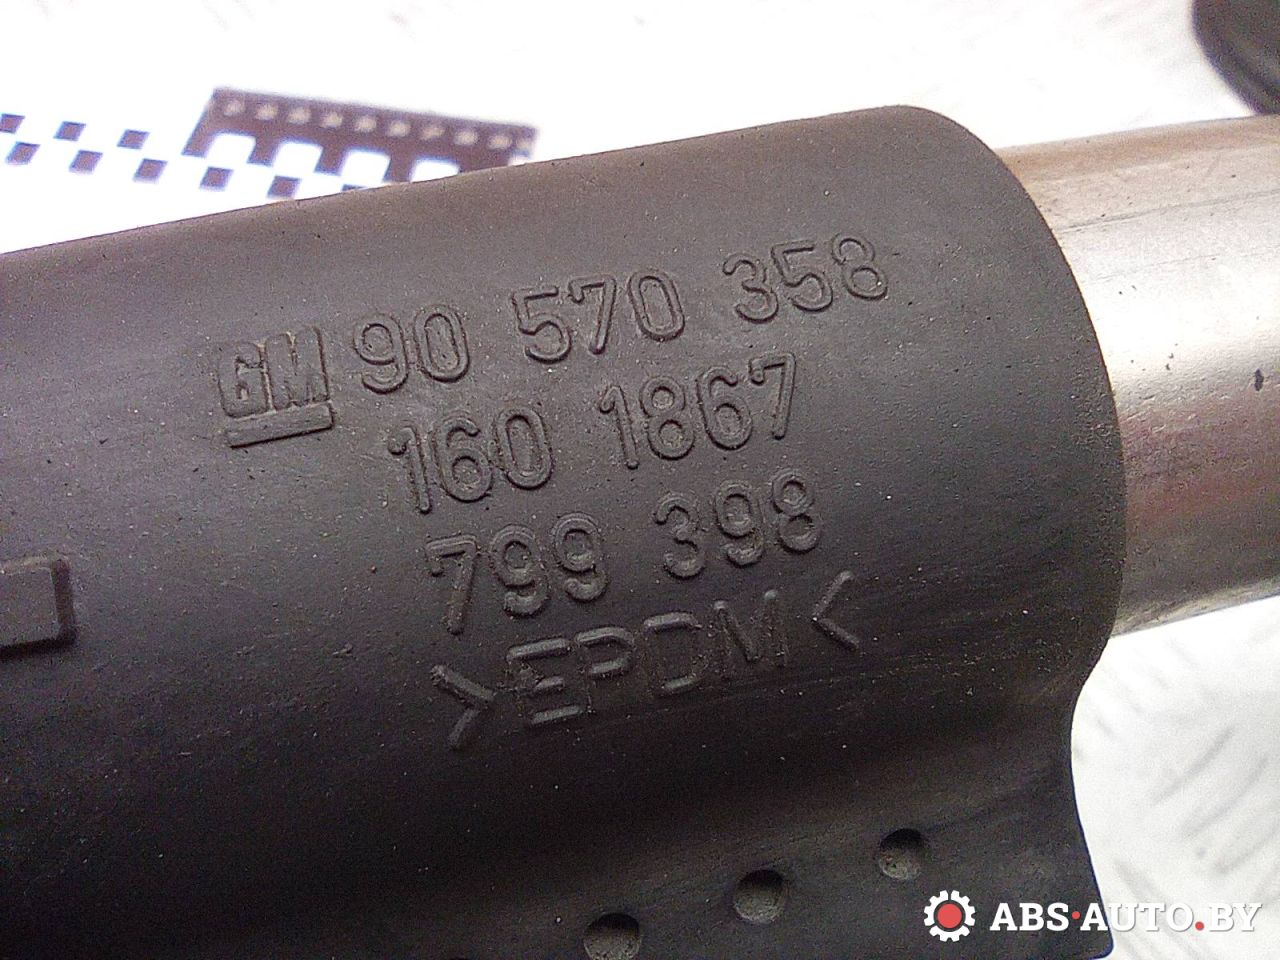 GM 90 570 358
160 1867
799 398
>EPDM<
ABS·AUTO.BY